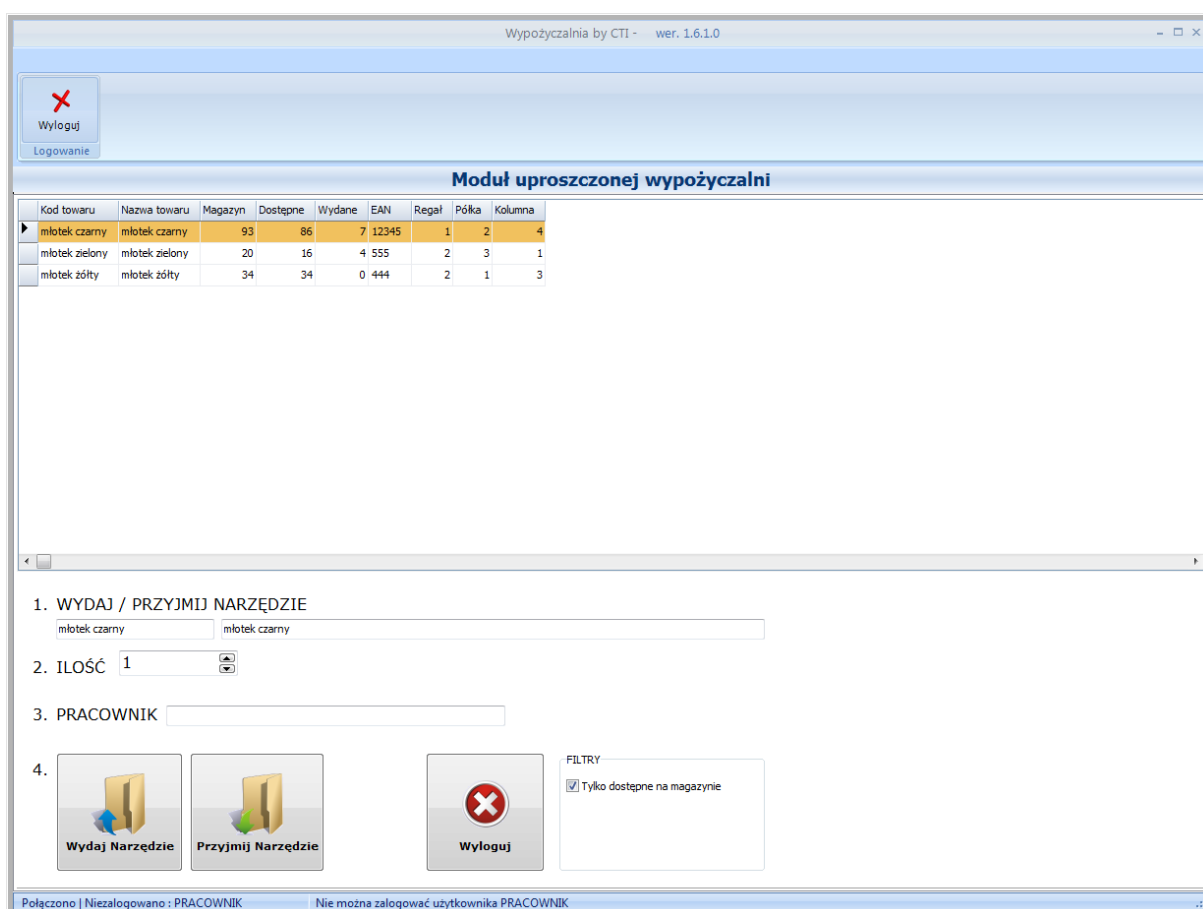 Wypożyczalnia by CTI -    wer. 1.6.1.0
Wyloguj
Logowanie
Moduł uproszczonej wypożyczalni
Kod towaru Nazwa towaru Magazyn Dostępne Wydane EAN Regał Półka Kolumna
młotek czarny młotek czarny 93 86 7 12345 1 2 4
młotek zielony młotek zielony 20 16 4 555 2 3 1
młotek żółty młotek żółty 34 34 0 444 2 1 3
1. WYDAJ / PRZYJMIJ NARZĘDZIE
młotek czarny młotek czarny
2. ILOŚĆ 1
3. PRACOWNIK
4.
Wydaj Narzędzie Przyjmij Narzędzie Wyloguj
FILTRY
Tylko dostępne na magazynie
Połączono | Niezalogowano : PRACOWNIK Nie można zalogować użytkownika PRACOWNIK